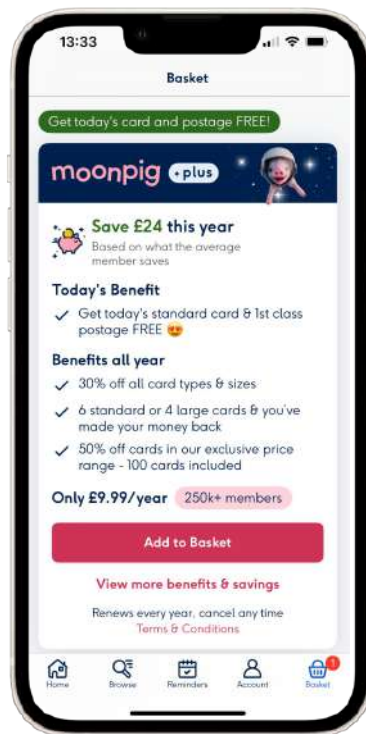 13:33
Basket
Get today's card and postage FREE!
moonpig + plus
Save £24 this year
Based on what the average
member saves
Today's Benefit
Get today's standard card & 1st class
postage FREE 😍
Benefits all year
30% off all card types & sizes
6 standard or 4 large cards & you've
made your money back
50% off cards in our exclusive price
range - 100 cards included
Only £9.99/year 250k+ members
Add to Basket
View more benefits & savings
Renews every year, cancel any time
Terms & Conditions
1
Home Browse Reminders Account Basket